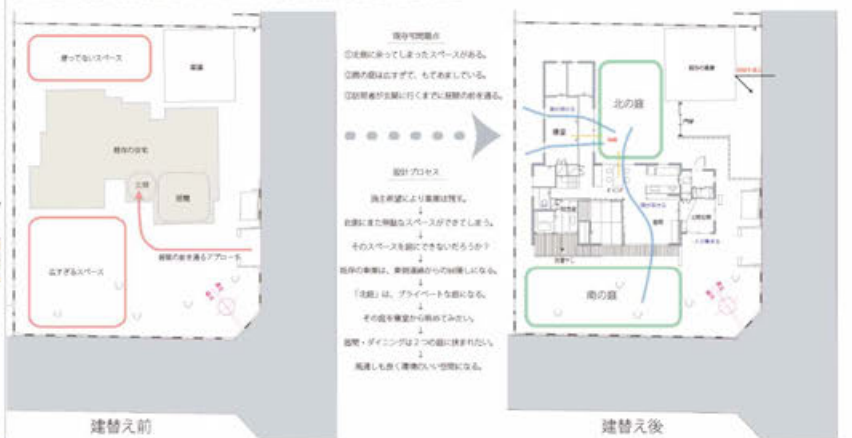 使ってないスペース
車庫
既存の住宅
玄関
居間
居間の前を通るアプローチ
広すぎるスペース
建替え前
現存宅問題点
①北側に余ってしまったスペースがある。
②南の庭は広すぎて、もてあましている。
③訪問者が玄関に行くまでに居間の前を通る。
設計プロセス
施主希望により車庫は残す。
↓
北側にまた無駄なスペースができてしまう。
↓
そのスペースを庭にできないだろうか？
↓
既存の車庫は、東側道路からの目隠しになる。
↓
「北庭」は、プライベートな庭になる。
↓
その庭を寝室から眺めてみたい。
↓
居間・ダイニングは2つの庭に挟まれたい。
↓
風通しも良く環境のいい空間になる。
北の庭
既存の車庫
寝室
居間
南の庭
建替え後